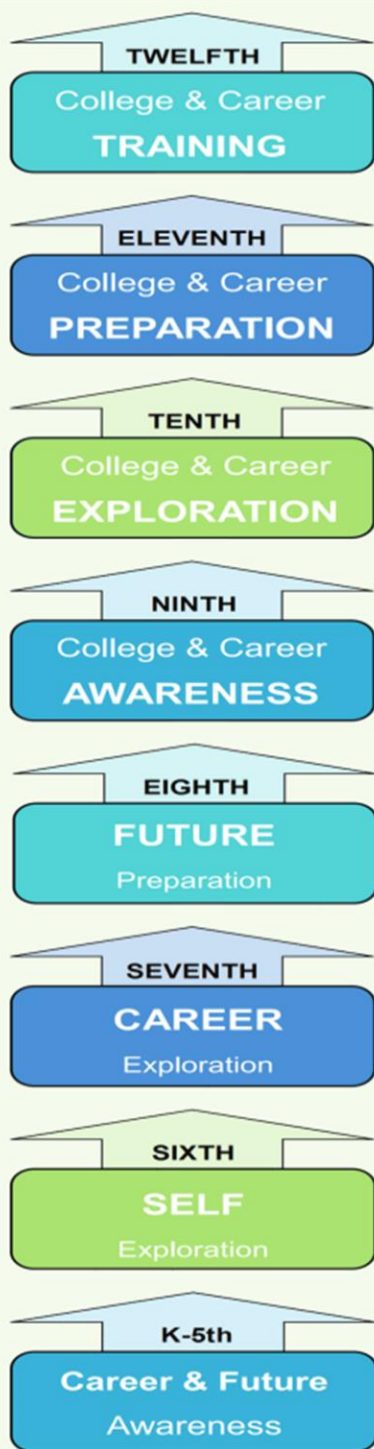 TWELFTH
College & Career
TRAINING
ELEVENTH
College & Career
PREPARATION
TENTH
College & Career
EXPLORATION
NINTH
College & Career
AWARENESS
EIGHTH
FUTURE
Preparation
SEVENTH
CAREER
Exploration
SIXTH
SELF
Exploration
K-5th
Career & Future
Awareness